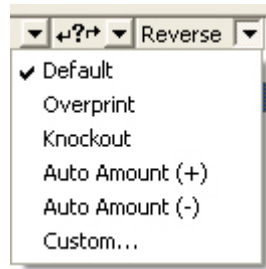 ↵?↱ Reverse
Default
Overprint
Knockout
Auto Amount (+)
Auto Amount (-)
Custom...